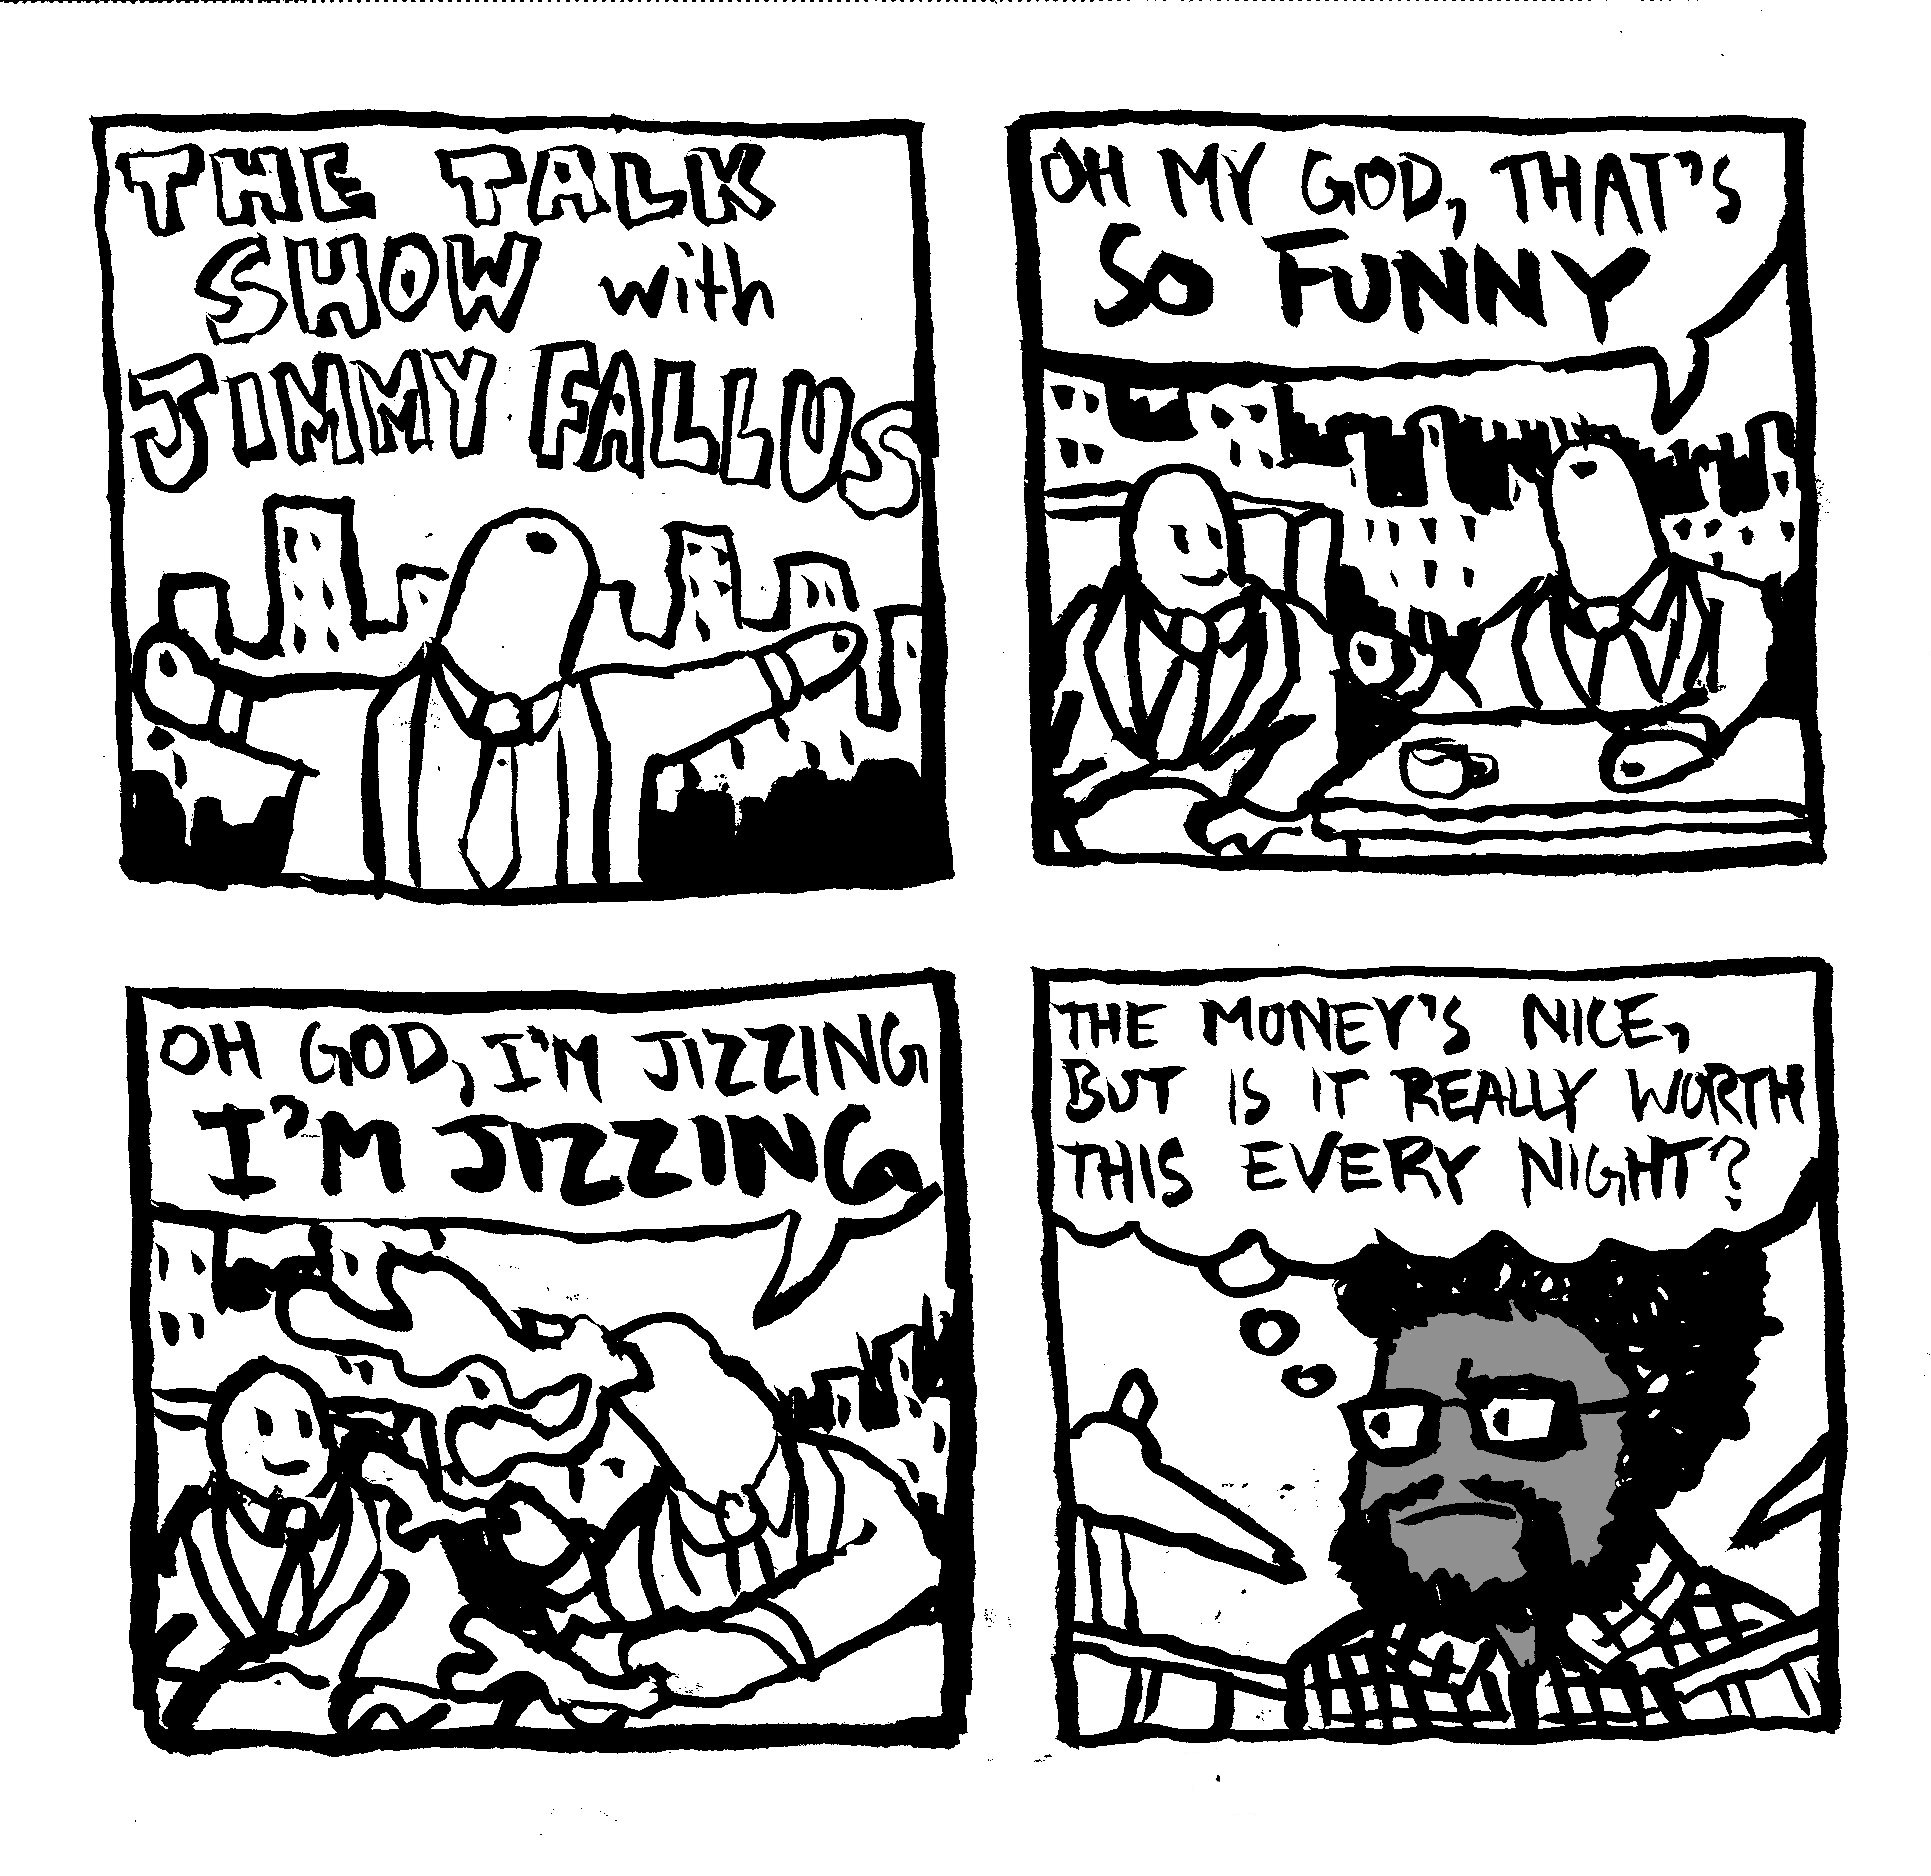 THE TALK
SHOW with
JIMMY FALLUS
OH MY GOD, THAT'S
SO FUNNY
OH GOD, I'M JIZZING
I'M JIZZING
THE MONEY'S NICE,
BUT IS IT REALLY WORTH
THIS EVERY NIGHT?